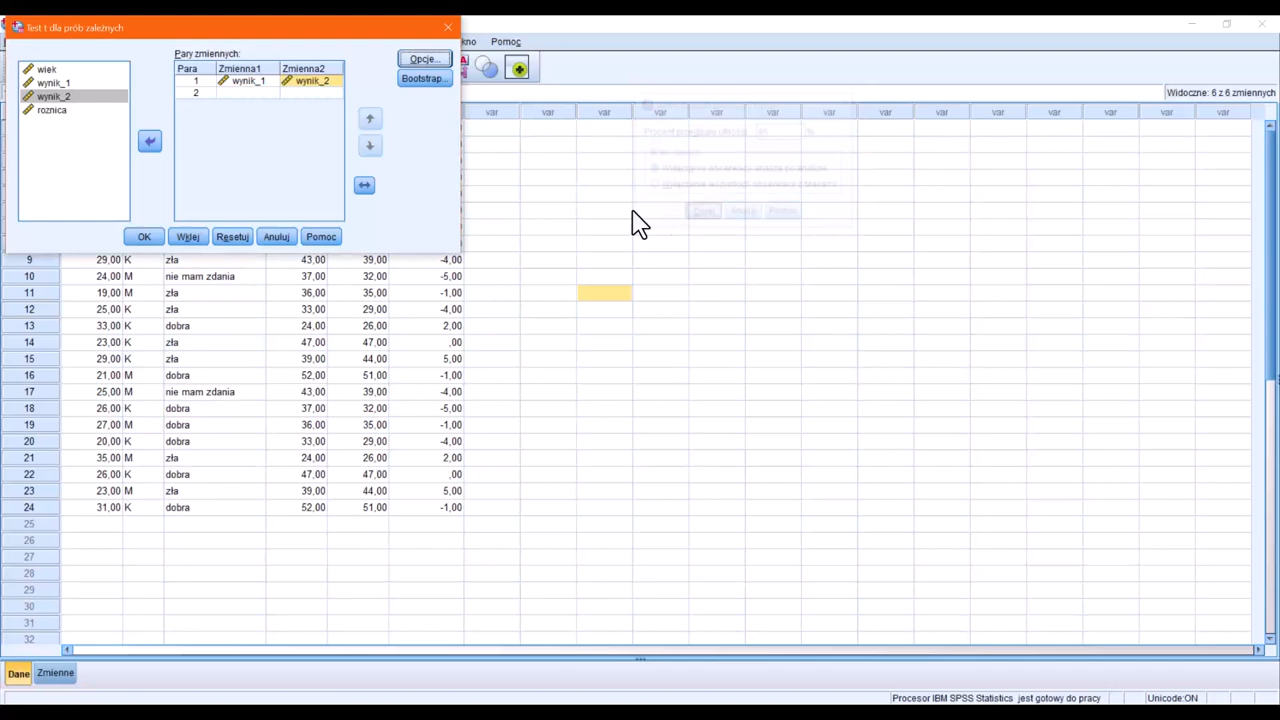 Test t dla prób zależnych
kno Pomoc
Pary zmiennych:
Opcje...
Bootstrap...
wiek
wynik_1
wynik_2
roznica
Para Zmienna1 Zmienna2
1 wynik_1 wynik_2
2
OK Wklej Resetuj Anuluj Pomoc
Widoczne: 6 z 6 zmiennych
var var var var var var var var var var var var var var
Procent przedziału ufności: 95 %
Anuluj Pomoc
9 29,00 K zła 43,00 39,00 -4,00
10 24,00 M nie mam zdania 37,00 32,00 -5,00
11 19,00 M zła 36,00 35,00 -1,00
12 25,00 K zła 33,00 29,00 -4,00
13 33,00 K dobra 24,00 26,00 2,00
14 23,00 K zła 47,00 47,00 ,00
15 29,00 K zła 39,00 44,00 5,00
16 21,00 M dobra 52,00 51,00 -1,00
17 25,00 M nie mam zdania 43,00 39,00 -4,00
18 26,00 K dobra 37,00 32,00 -5,00
19 27,00 M dobra 36,00 35,00 -1,00
20 20,00 K dobra 33,00 29,00 -4,00
21 35,00 M zła 24,00 26,00 2,00
22 26,00 K dobra 47,00 47,00 ,00
23 23,00 M zła 39,00 44,00 5,00
24 31,00 K dobra 52,00 51,00 -1,00
25
26
27
28
29
30
31
32
Dane Zmienne
Procesor IBM SPSS Statistics jest gotowy do pracy Unicode:ON